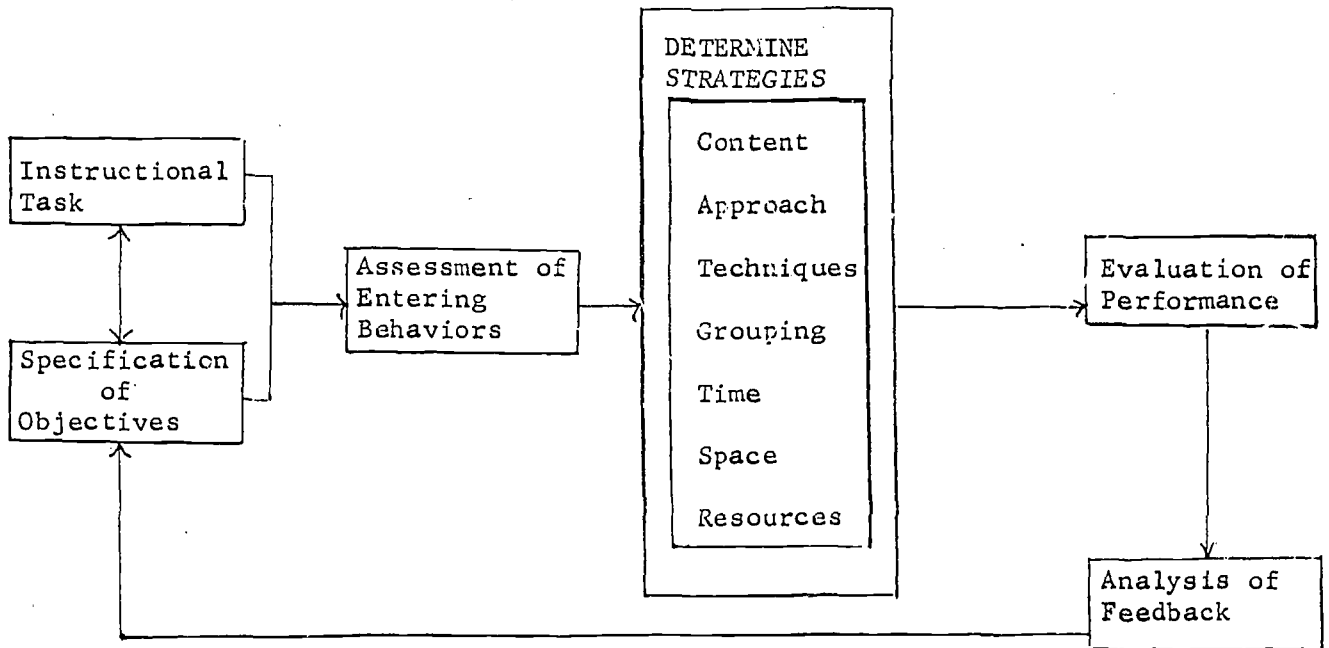 DETERMINE
STRATEGIES
Content
Approach
Techniques
Grouping
Time
Space
Resources
Instructional
Task
Specification
of
Objectives
Assessment of
Entering
Behaviors
Evaluation of
Performance
Analysis of
Feedback